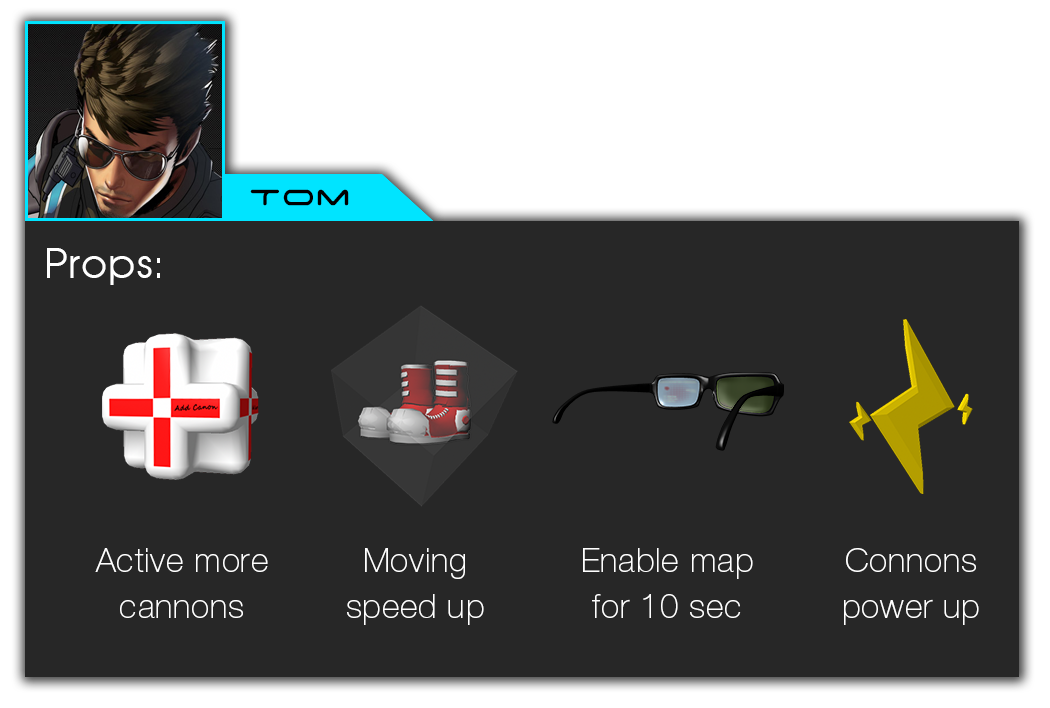 TOM
Props:
Add Canon
Active more
cannons
Moving
speed up
Enable map
for 10 sec
Connons
power up